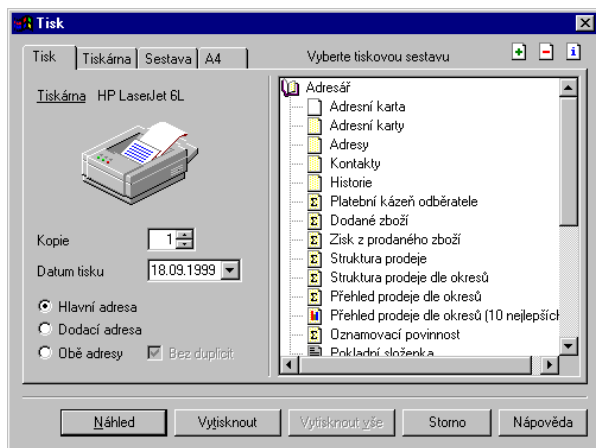 Tisk
Tisk Tiskárna Sestava A4
Vyberte tiskovou sestavu
Tiskárna HP LaserJet 6L
Kopie 1
Datum tisku 18.09.1999
Hlavní adresa
Dodací adresa
Obě adresy Bez duplicit
Adresář
Adresní karta
Adresní karty
Adresy
Kontakty
Historie
Platební kázeň odběratele
Dodané zboží
Zisk z prodaného zboží
Struktura prodeje
Struktura prodeje dle okresů
Přehled prodeje dle okresů
Přehled prodeje dle okresů (10 nejlepších
Oznamovací povinnost
Pokladní složenka
Náhled Vytisknout Vytisknout vše Storno Nápověda